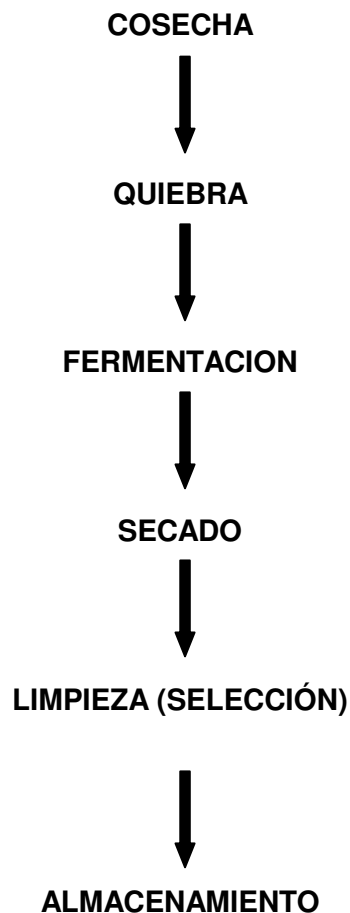 COSECHA
QUIEBRA
FERMENTACION
SECADO
LIMPIEZA (SELECCIÓN)
ALMACENAMIENTO